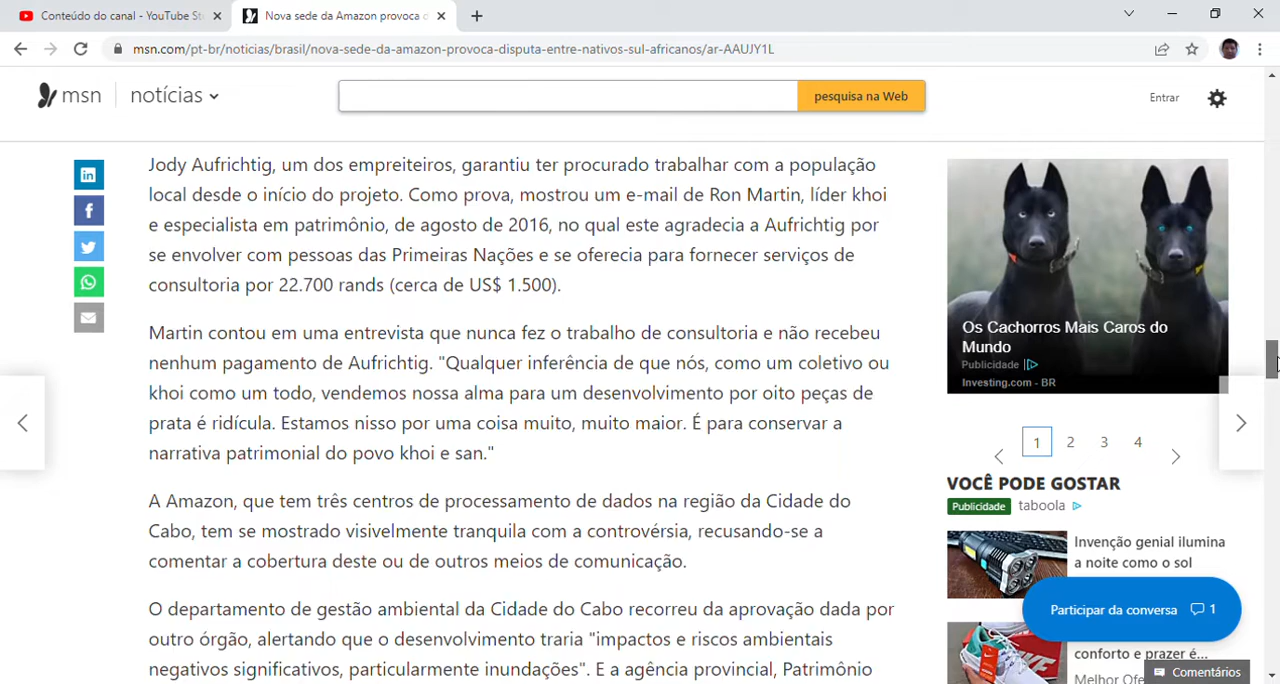 Conteúdo do canal - YouTube St
Nova sede da Amazon provoca d
msn.com/pt-br/noticias/brasil/nova-sede-da-amazon-provoca-disputa-entre-nativos-sul-africanos/ar-AAUJY1L
msn
notícias
pesquisa na Web
Entrar
Jody Aufrichtig, um dos empreiteiros, garantiu ter procurado trabalhar com a população
local desde o início do projeto. Como prova, mostrou um e-mail de Ron Martin, líder khoi
e especialista em patrimônio, de agosto de 2016, no qual este agradecia a Aufrichtig por
se envolver com pessoas das Primeiras Nações e se oferecia para fornecer serviços de
consultoria por 22.700 rands (cerca de US$ 1.500).
Martin contou em uma entrevista que nunca fez o trabalho de consultoria e não recebeu
nenhum pagamento de Aufrichtig. "Qualquer inferência de que nós, como um coletivo ou
khoi como um todo, vendemos nossa alma para um desenvolvimento por oito peças de
prata é ridícula. Estamos nisso por uma coisa muito, muito maior. É para conservar a
narrativa patrimonial do povo khoi e san."
A Amazon, que tem três centros de processamento de dados na região da Cidade do
Cabo, tem se mostrado visivelmente tranquila com a controvérsia, recusando-se a
comentar a cobertura deste ou de outros meios de comunicação.
O departamento de gestão ambiental da Cidade do Cabo recorreu da aprovação dada por
outro órgão, alertando que o desenvolvimento traria "impactos e riscos ambientais
negativos significativos, particularmente inundações". E a agência provincial, Patrimônio
Os Cachorros Mais Caros do
Mundo
Publicidade
Investing.com - BR
1 2 3 4
VOCÊ PODE GOSTAR
Publicidade taboola
Invenção genial ilumina
a noite como o sol
Participar da conversa 1
conforto e prazer é...
Melhor Ofe
Comentários